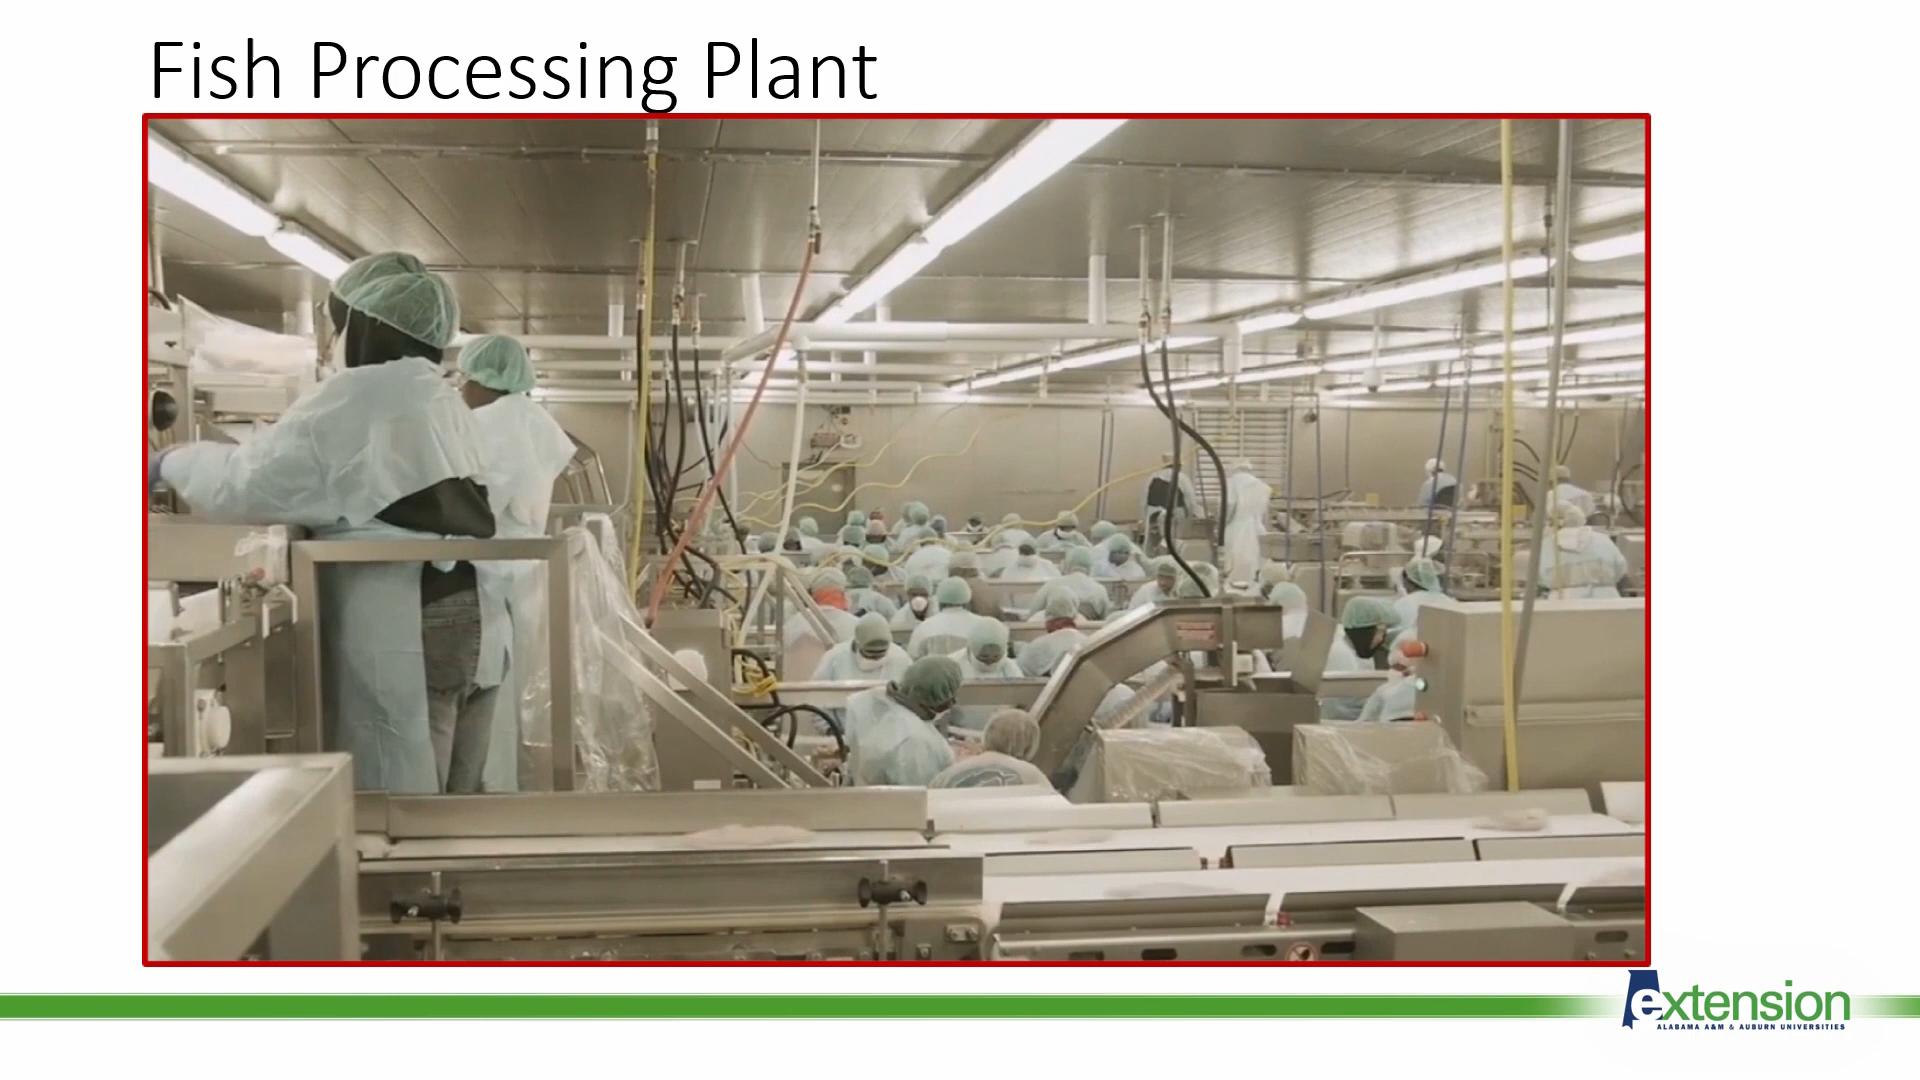 Fish Processing Plant
extension
ALABAMA A&M & AUBURN UNIVERSITIES